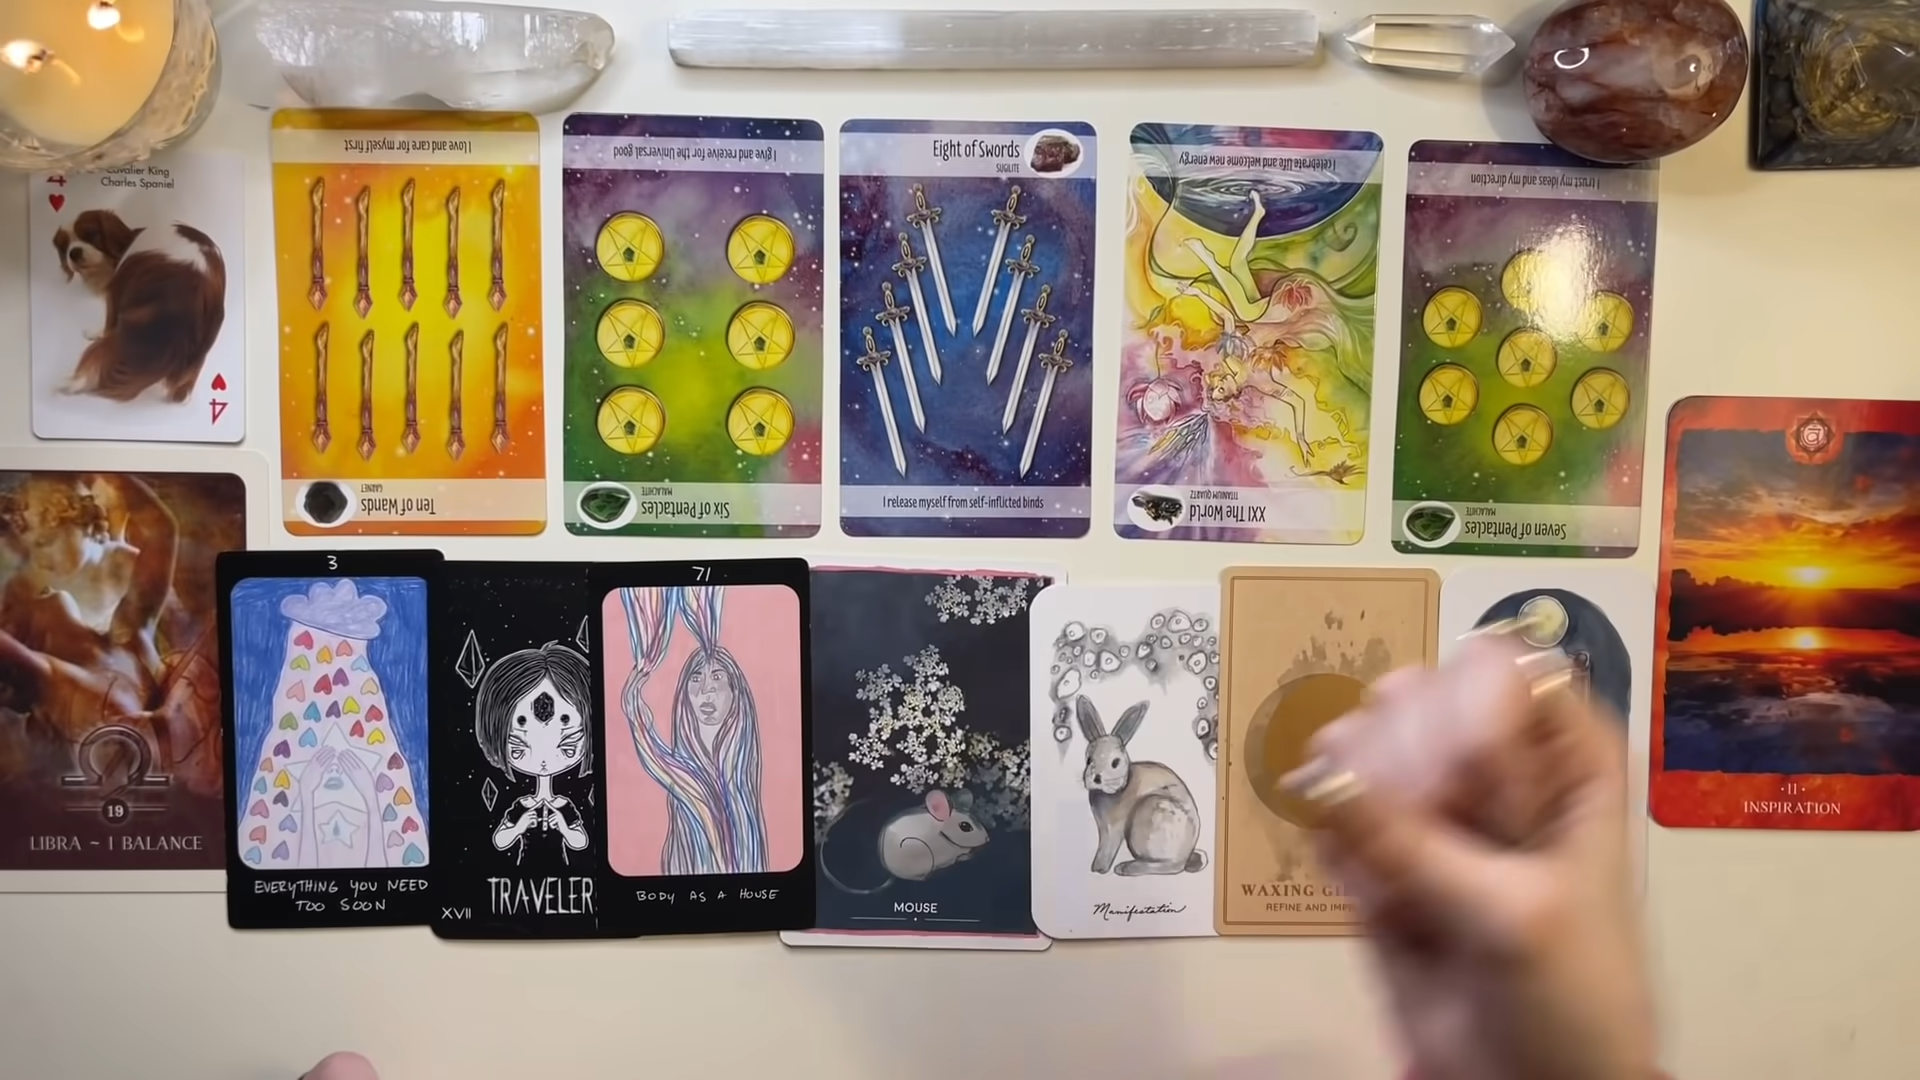 4
Cavalier King
Charles Spaniel
4
I love and care for myself first
Ten of Wands
GARNET
I give and receive for the Universal good
Six of Pentacles
MALACHITE
Eight of Swords
SUGILITE
I release myself from self-inflicted binds
I celebrate life and welcome new energy
XXI The World
TITANIUM QUARTZ
I trust my ideas and my direction
Seven of Pentacles
MALACHITE
19
LIBRA ~ I BALANCE
3
EVERYTHING YOU NEED
TOO SOON
XVII TRAVELER
71
BODY AS A HOUSE
MOUSE
Manifestation
WAXING
REFINE AND
· II ·
INSPIRATION